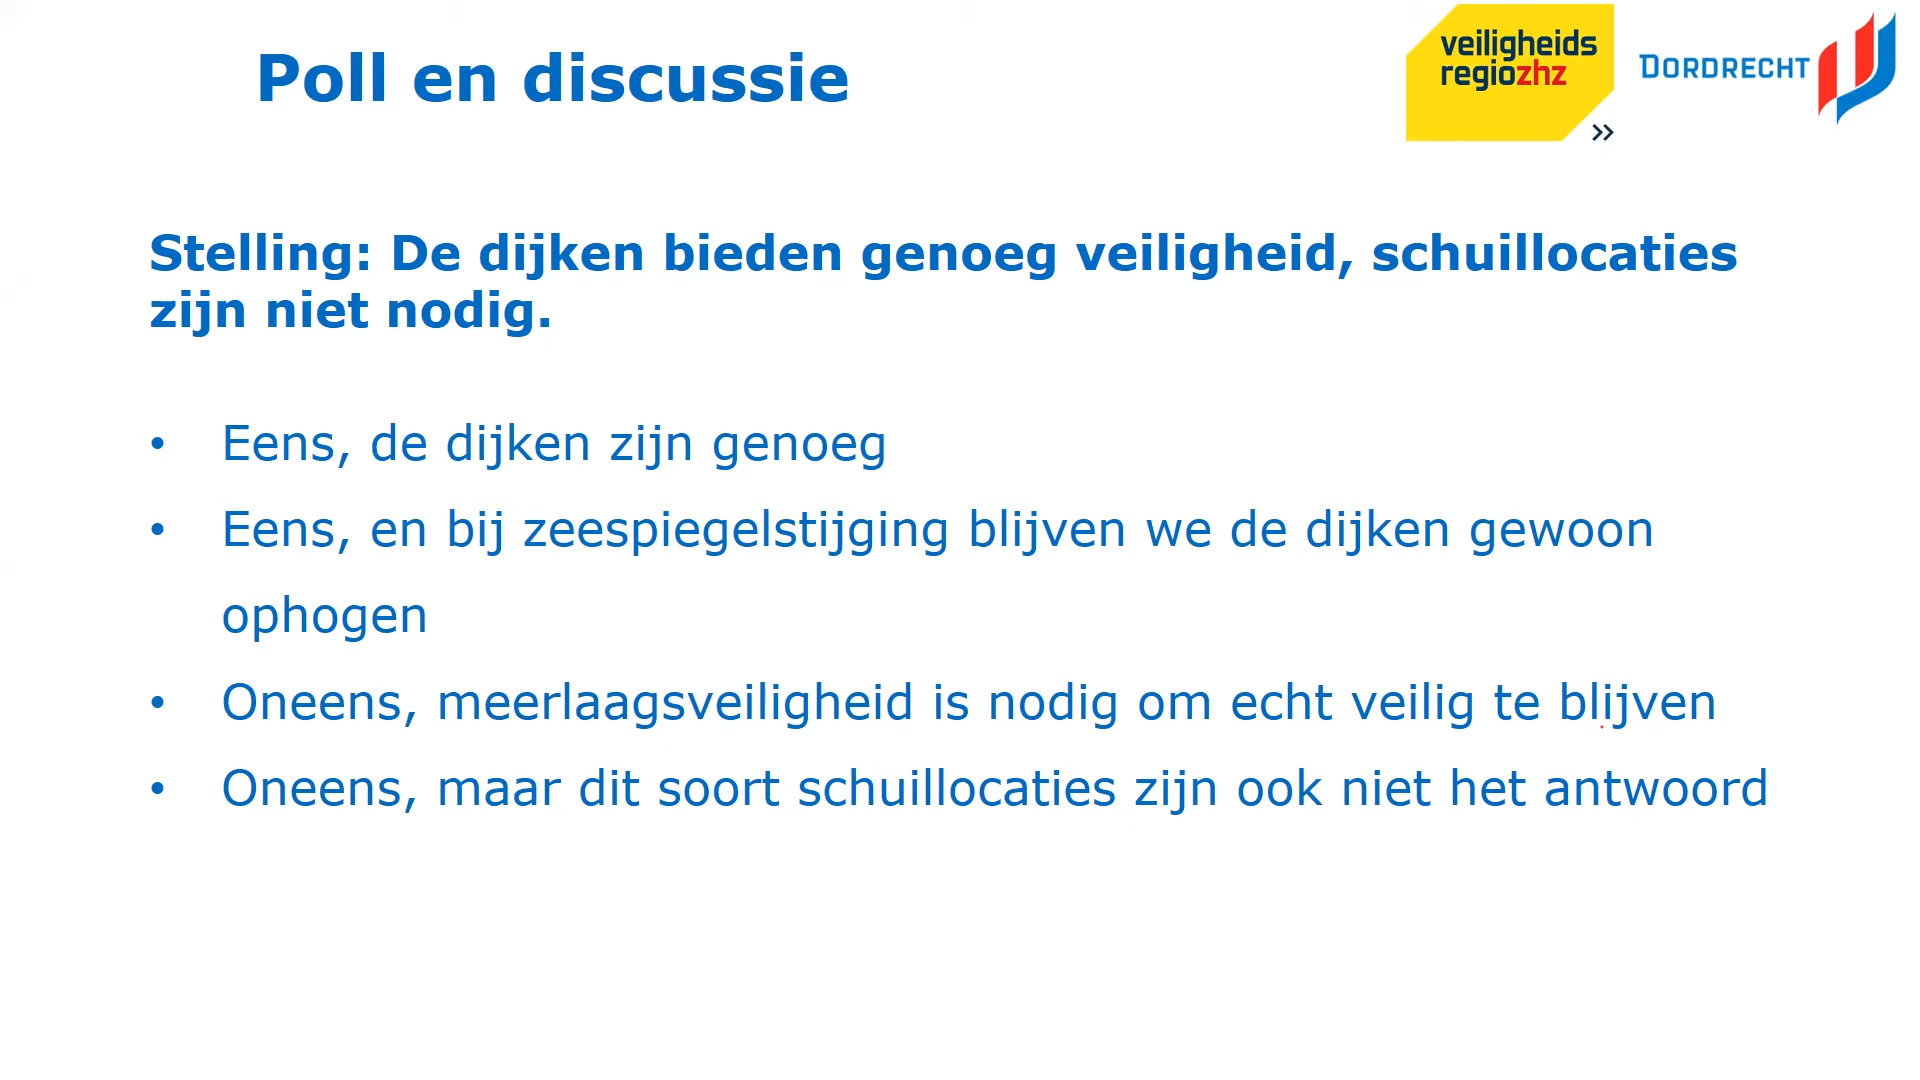 Poll en discussie
veiligheids
regiozhz
DORDRECHT
Stelling: De dijken bieden genoeg veiligheid, schuillocaties
zijn niet nodig.
• Eens, de dijken zijn genoeg
• Eens, en bij zeespiegelstijging blijven we de dijken gewoon
ophogen
• Oneens, meerlaagsveiligheid is nodig om echt veilig te blijven
• Oneens, maar dit soort schuillocaties zijn ook niet het antwoord